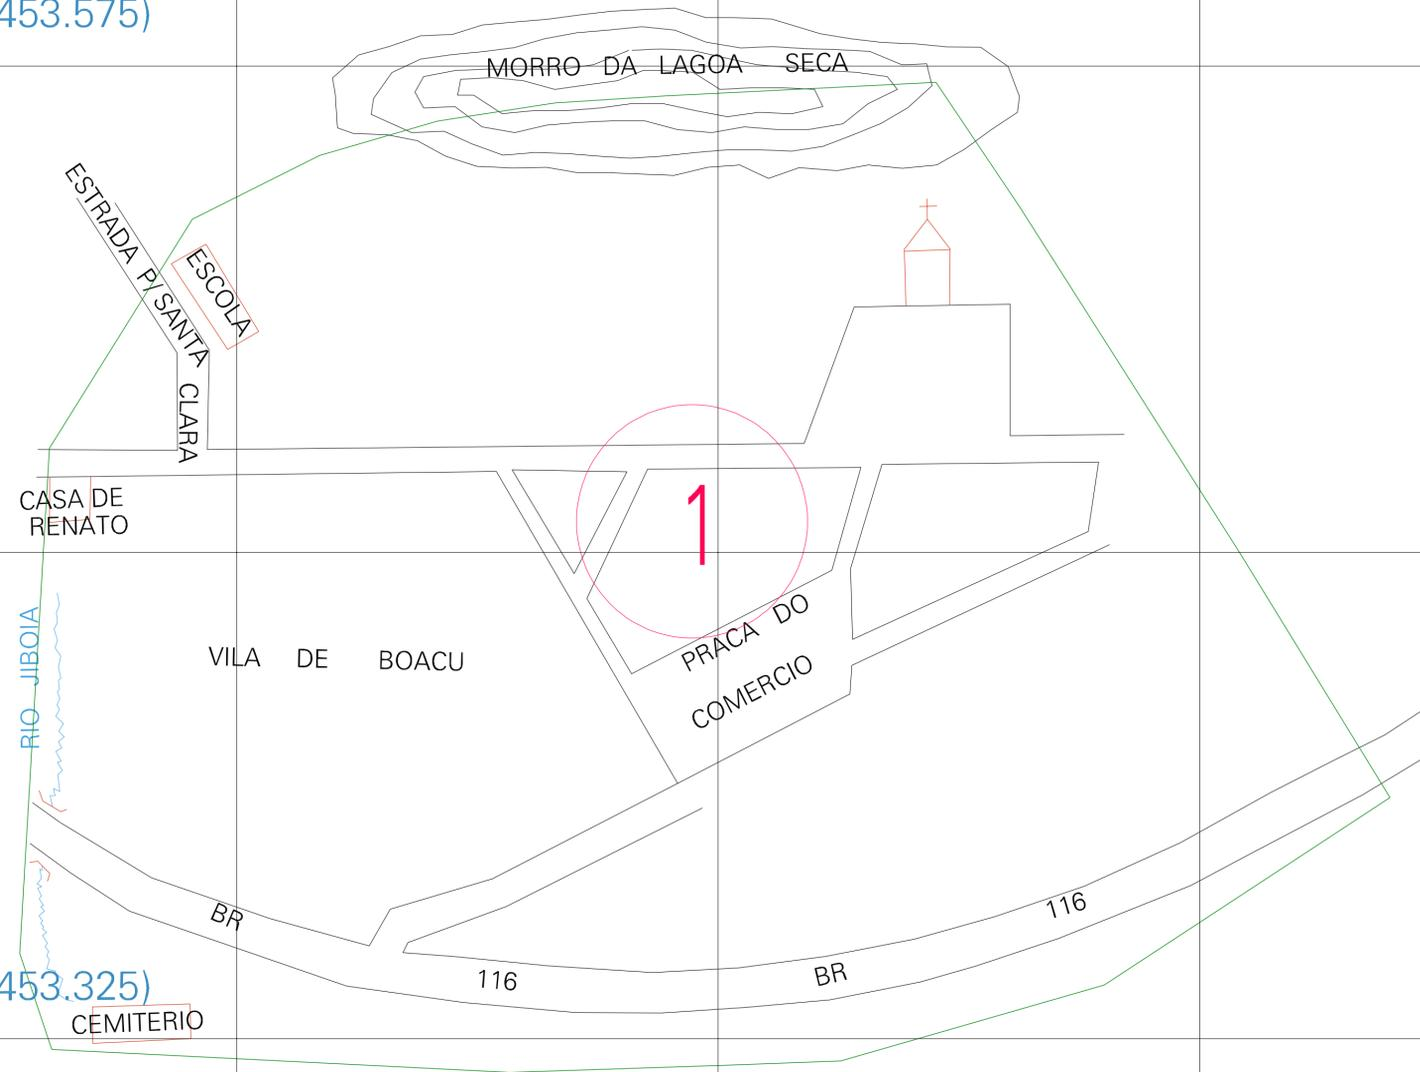 453.575)
MORRO DA LAGOA SECA
ESTRADA P/ SANTA CLARA
ESCOLA
CASA DE
RENATO
1
RIO JIBOIA
VILA DE BOACU
PRACA DO
COMERCIO
BR
116
BR
116
453.325)
CEMITERIO